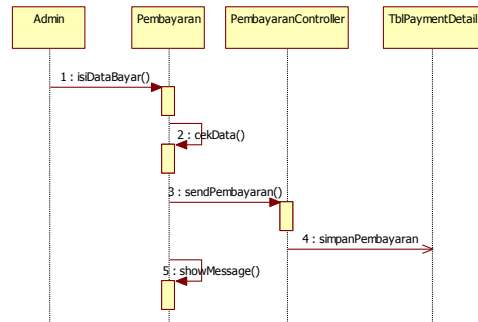 Admin
Pembayaran
PembayaranController
TblPaymentDetail
1 : isiDataBayar()
2 : cekData()
3 : sendPembayaran()
4 : simpanPembayaran
5 : showMessage()